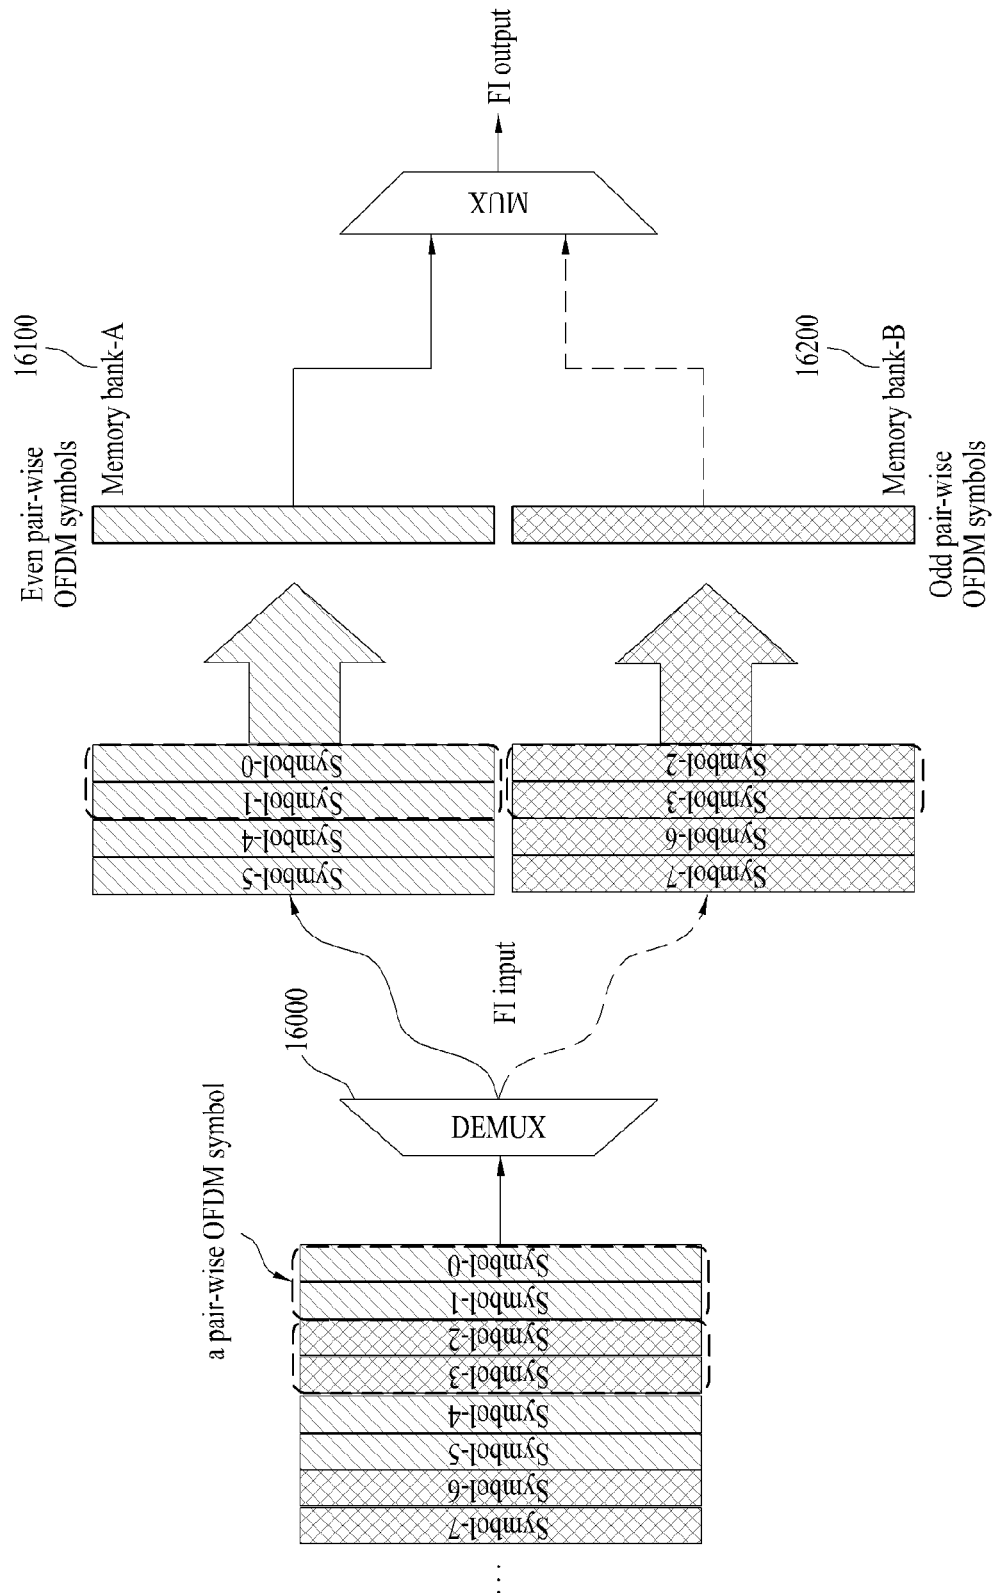 FI output
MUX
16100
Memory bank-A
16200
Memory bank-B
Even pair-wise
OFDM symbols
Odd pair-wise
OFDM symbols
Symbol-0
Symbol-1
Symbol-4
Symbol-5
Symbol-2
Symbol-3
Symbol-6
Symbol-7
FI input
16000
DEMUX
a pair-wise OFDM symbol
Symbol-0
Symbol-1
Symbol-2
Symbol-3
Symbol-4
Symbol-5
Symbol-6
Symbol-7
...